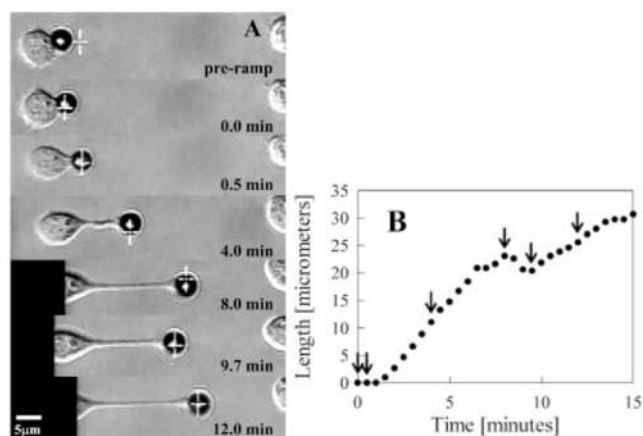 A
pre-ramp
0.0 min
0.5 min
4.0 min
8.0 min
9.7 min
12.0 min
5μm
B
Length [micrometers]
35
30
25
20
15
10
5
0
0 5 10 15
Time [minutes]